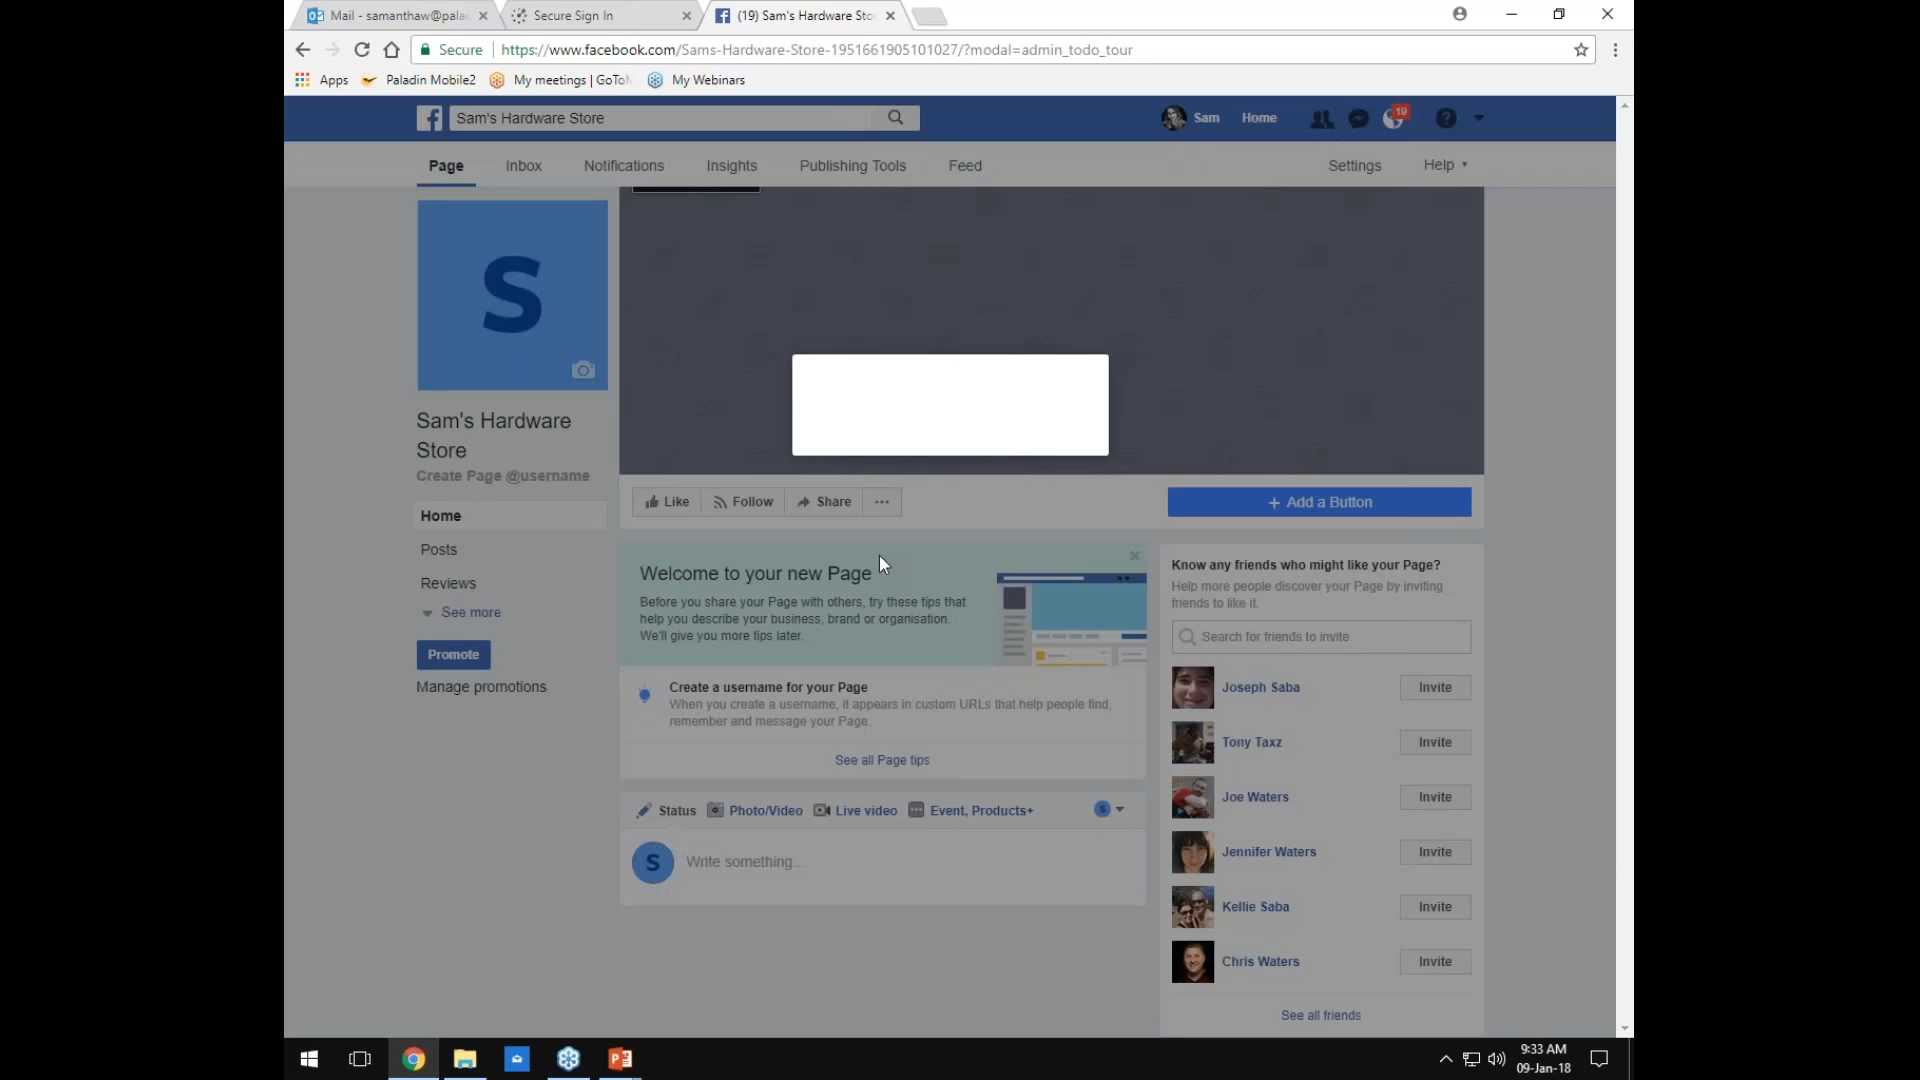 Mail - samanthaw@pala
Secure Sign In
(19) Sam's Hardware Sto
Secure
https://www.facebook.com/Sams-Hardware-Store-1951661905101027/?modal=admin_todo_tour
Apps
Paladin Mobile2
My meetings | GoTo
My Webinars
Sam's Hardware Store
Sam
Home
19
Page
Inbox
Notifications
Insights
Publishing Tools
Feed
Settings
Help
S
Sam's Hardware
Store
Create Page @username
Home
Posts
Reviews
See more
Promote
Manage promotions
Like
Follow
Share
+ Add a Button
Welcome to your new Page
Before you share your Page with others, try these tips that
help you describe your business, brand or organisation.
We'll give you more tips later.
Create a username for your Page
When you create a username, it appears in custom URLs that help people find,
remember and message your Page.
See all Page tips
Status
Photo/Video
Live video
Event, Products+
S
S
Write something...
Know any friends who might like your Page?
Help more people discover your Page by inviting
friends to like it.
Search for friends to invite
Joseph Saba
Invite
Tony Taxz
Invite
Joe Waters
Invite
Jennifer Waters
Invite
Kellie Saba
Invite
Chris Waters
Invite
See all friends
9:33 AM
09-Jan-18